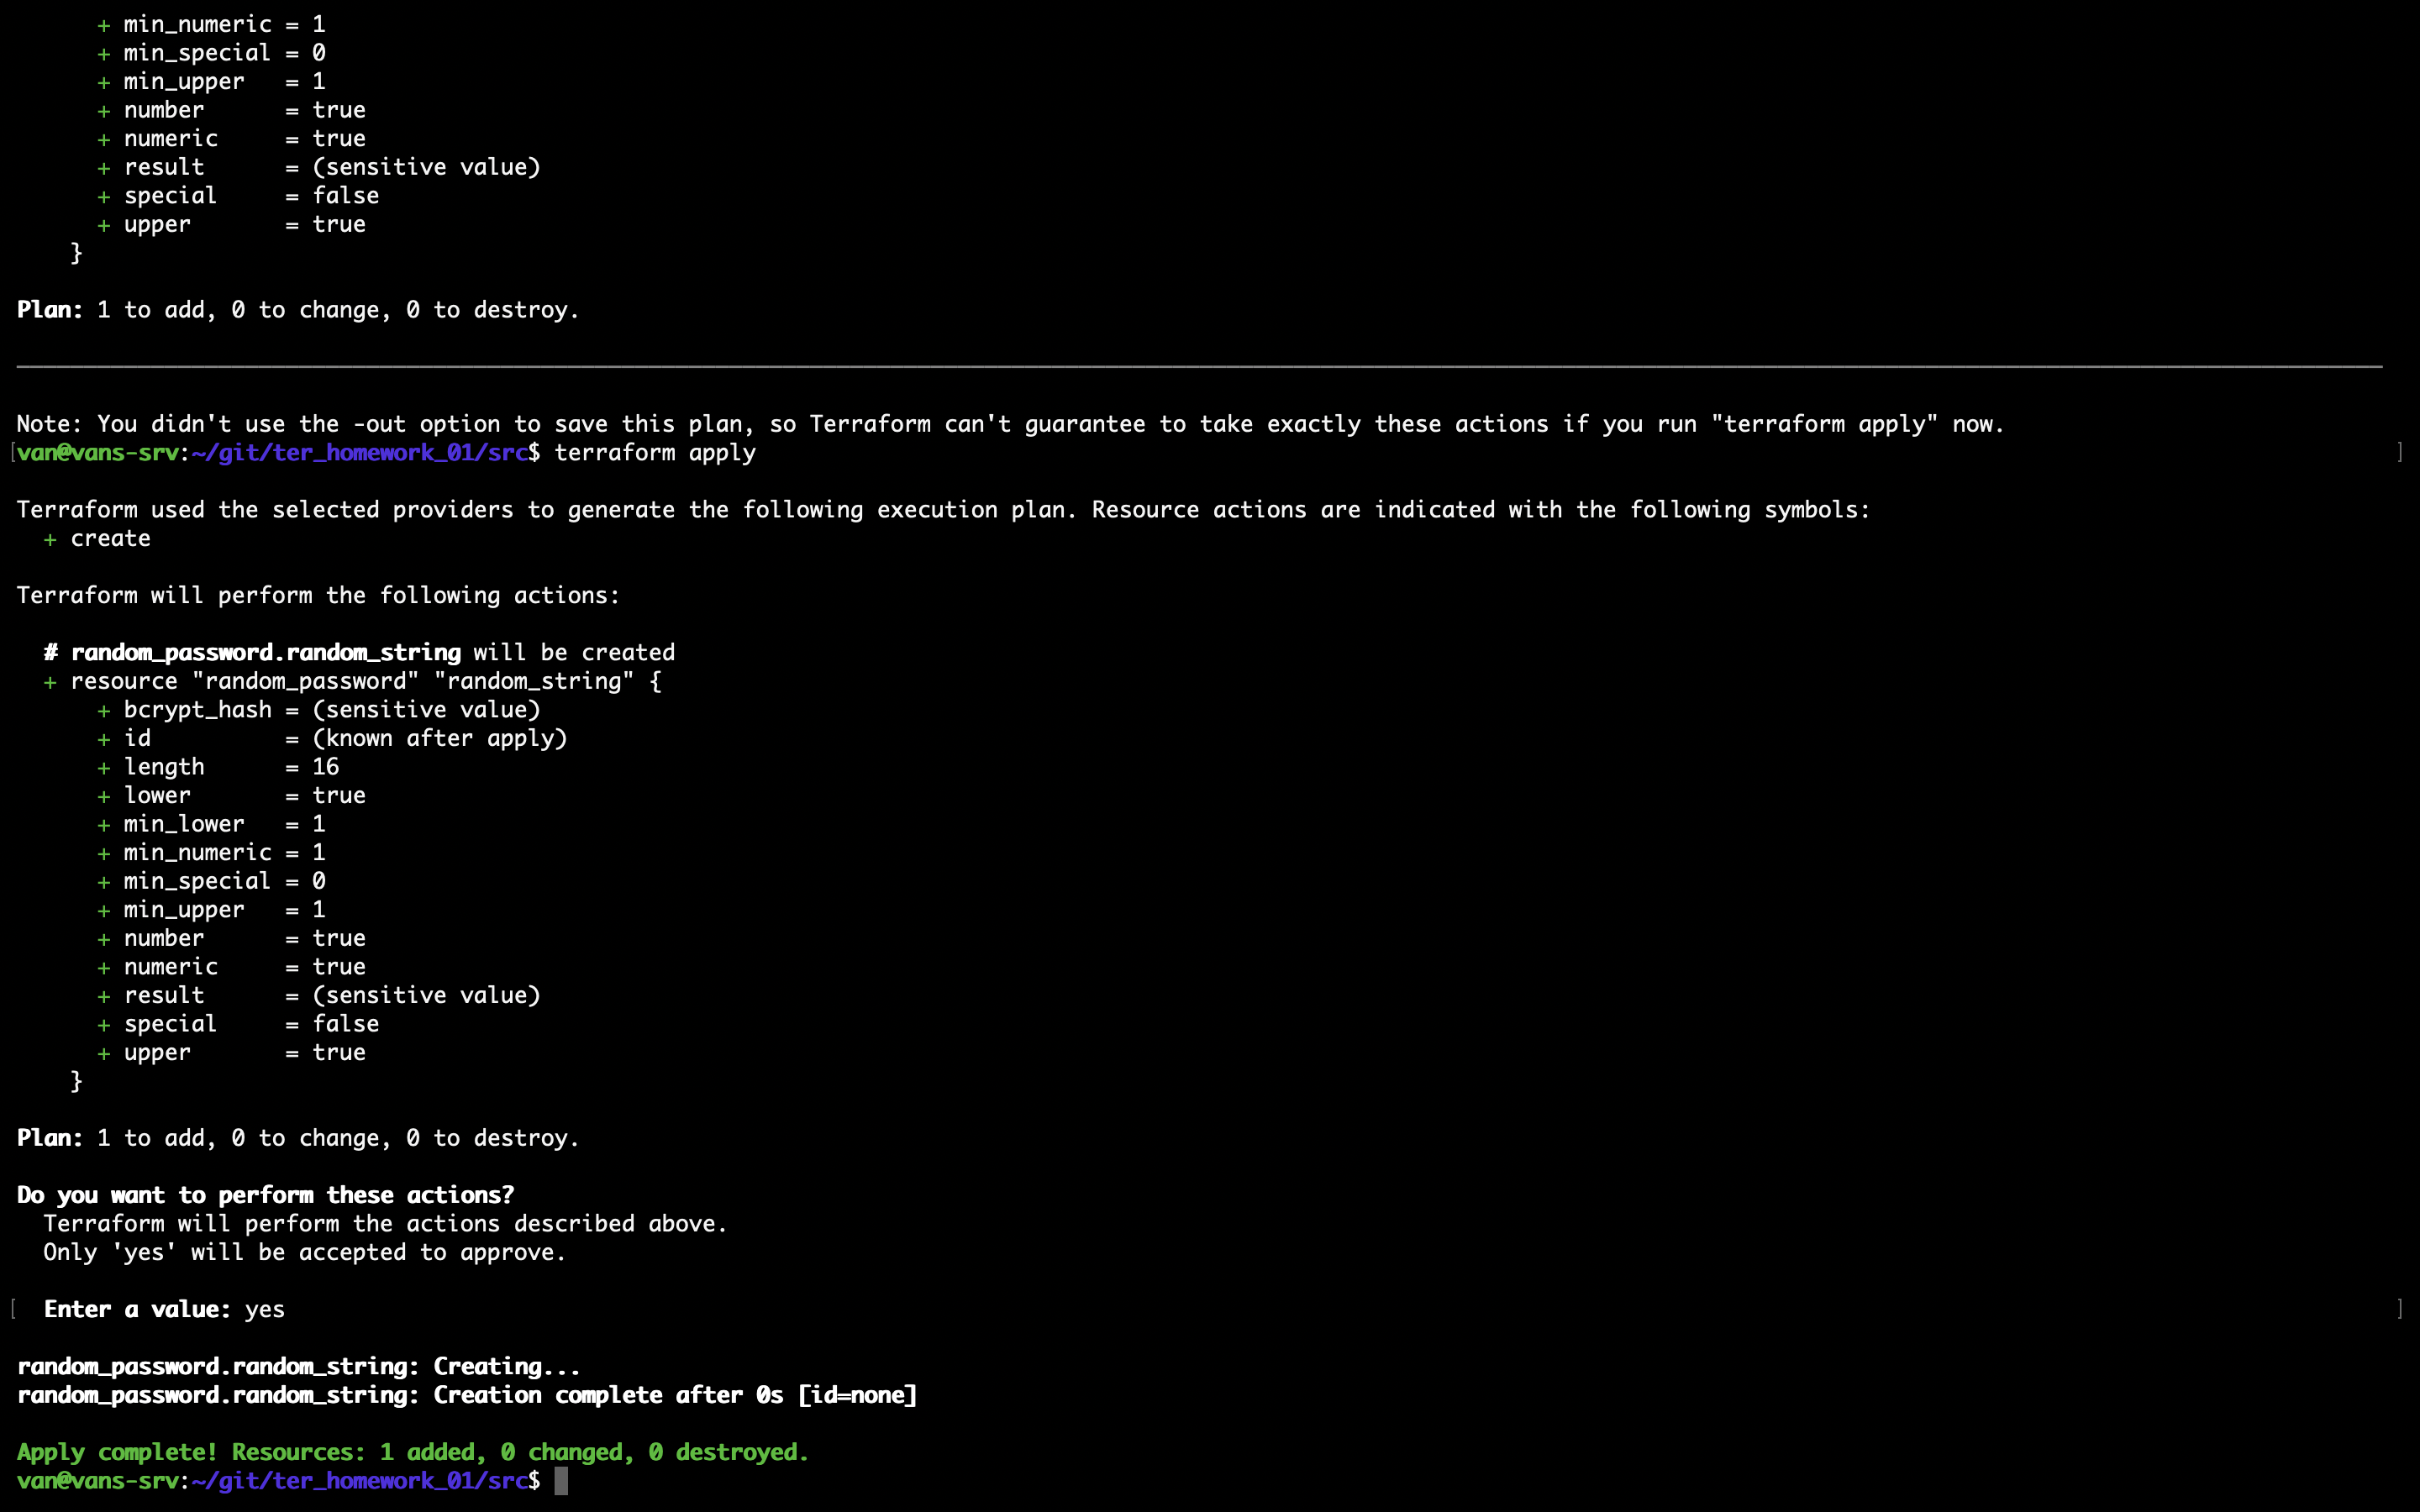 + min_numeric = 1
      + min_special = 0
      + min_upper   = 1
      + number      = true
      + numeric     = true
      + result      = (sensitive value)
      + special     = false
      + upper       = true
    }

Plan: 1 to add, 0 to change, 0 to destroy.

Note: You didn't use the -out option to save this plan, so Terraform can't guarantee to take exactly these actions if you run "terraform apply" now.
[van@vans-srv:~/git/ter_homework_01/src$ terraform apply ]

Terraform used the selected providers to generate the following execution plan. Resource actions are indicated with the following symbols:
  + create

Terraform will perform the following actions:

  # random_password.random_string will be created
  + resource "random_password" "random_string" {
      + bcrypt_hash = (sensitive value)
      + id          = (known after apply)
      + length      = 16
      + lower       = true
      + min_lower   = 1
      + min_numeric = 1
      + min_special = 0
      + min_upper   = 1
      + number      = true
      + numeric     = true
      + result      = (sensitive value)
      + special     = false
      + upper       = true
    }

Plan: 1 to add, 0 to change, 0 to destroy.

Do you want to perform these actions?
  Terraform will perform the actions described above.
  Only 'yes' will be accepted to approve.

[ Enter a value: yes ]

random_password.random_string: Creating...
random_password.random_string: Creation complete after 0s [id=none]

Apply complete! Resources: 1 added, 0 changed, 0 destroyed.
van@vans-srv:~/git/ter_homework_01/src$